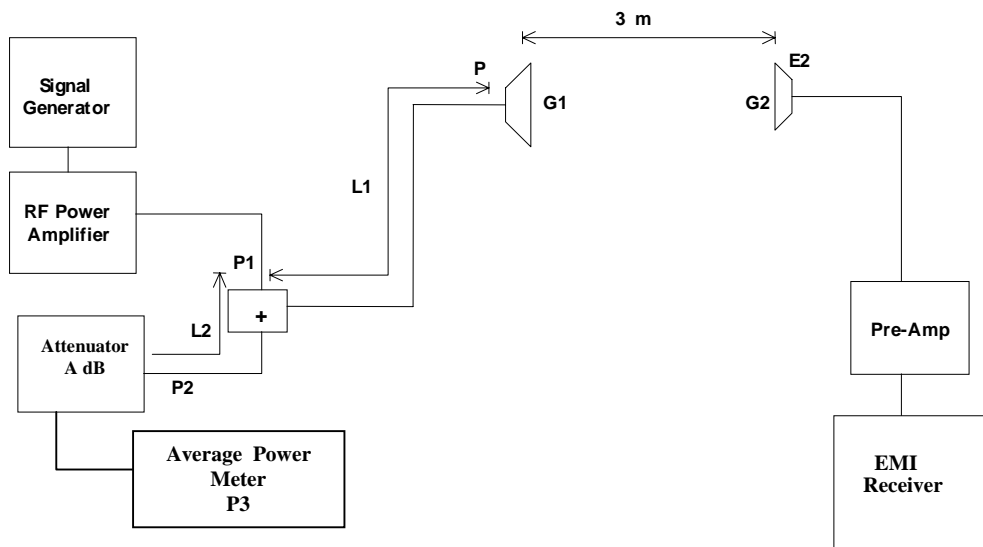 3 m
Signal
Generator
P
E2
G1
G2
L1
RF Power
Amplifier
P1
+
L2
Attenuator
A dB
P2
Pre-Amp
Average Power
Meter
P3
EMI
Receiver